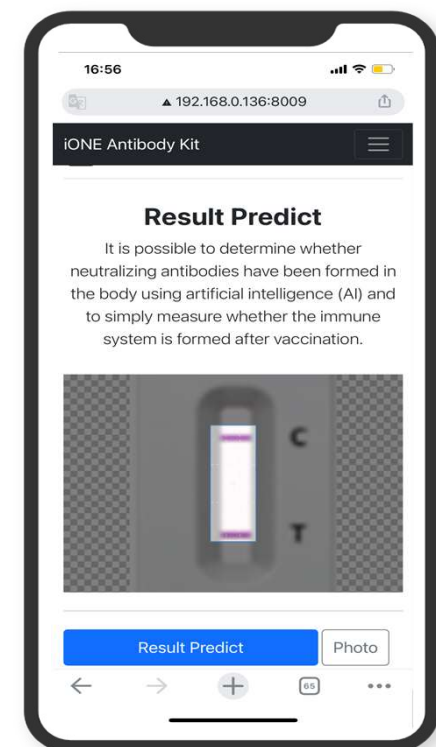 16:56
192.168.0.136:8009
iONE Antibody Kit
Result Predict
It is possible to determine whether
neutralizing antibodies have been formed in
the body using artificial intelligence (AI) and
to simply measure whether the immune
system is formed after vaccination.
C
T
Result Predict Photo
65